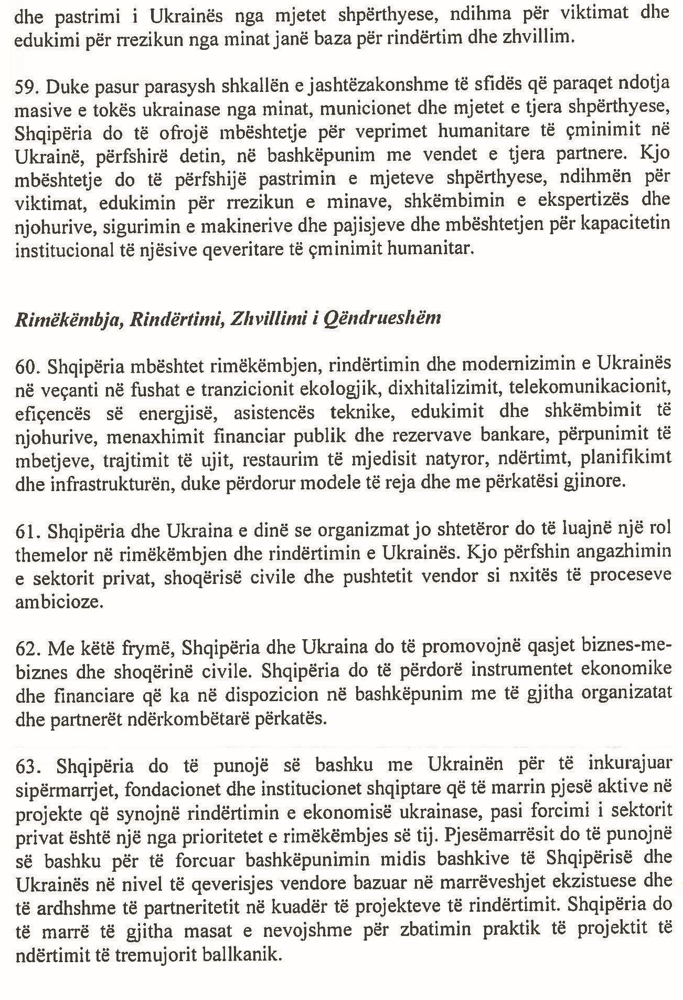 dhe pastrimi i Ukrainës nga mjetet shpërthyese, ndihma për viktimat dhe
edukimi për rrezikun nga minat janë baza për rindërtim dhe zhvillim.
59. Duke pasur parasysh shkallën e jashtëzakonshme të sfidës që paraqet ndotja
masive e tokës ukrainase nga minat, municionet dhe mjetet e tjera shpërthyese,
Shqipëria do të ofrojë mbështetje për veprimet humanitare të çminimit në
Ukrainë, përfshirë detin, në bashkëpunim me vendet e tjera partnere. Kjo
mbështetje do të përfshijë pastrimin e mjeteve shpërthyese, ndihmën për
viktimat, edukimin për rrezikun e minave, shkëmbimin e ekspertizës dhe
njohurive, sigurimin e makinerive dhe pajisjeve dhe mbështetjen për kapacitetin
institucional të njësive qeveritare të çminimit humanitar.
Rimëkëmbja, Rindërtimi, Zhvillimi i Qëndrueshëm
60. Shqipëria mbështet rimëkëmbjen, rindërtimin dhe modernizimin e Ukrainës
në veçanti në fushat e tranzicionit ekologjik, dixhitalizimit, telekomunikacionit,
efiçencës së energjisë, asistencës teknike, edukimit dhe shkëmbimit të
njohurive, menaxhimit financiar publik dhe rezervave bankare, përpunimit të
mbetjeve, trajtimit të ujit, restaurim të mjedisit natyror, ndërtimt, planifikimt
dhe infrastrukturën, duke përdorur modele të reja dhe me përkatësi gjinore.
61. Shqipëria dhe Ukraina e dinë se organizmat jo shtetëror do të luajnë një rol
themelor në rimëkëmbjen dhe rindërtimin e Ukrainës. Kjo përfshin angazhimin
e sektorit privat, shoqërisë civile dhe pushtetit vendor si nxitës të proceseve
ambicioze.
62. Me këtë frymë, Shqipëria dhe Ukraina do të promovojnë qasjet biznes-me-
biznes dhe shoqërinë civile. Shqipëria do të përdorë instrumentet ekonomike
dhe financiare që ka në dispozicion në bashkëpunim me të gjitha organizatat
dhe partnerët ndërkombëtarë përkatës.
63. Shqipëria do të punojë së bashku me Ukrainën për të inkurajuar
sipërmarrjet, fondacionet dhe institucionet shqiptare që të marrin pjesë aktive në
projekte që synojnë rindërtimin e ekonomisë ukrainase, pasi forcimi i sektorit
privat është një nga prioritetet e rimëkëmbjes së tij. Pjesëmarrësit do të punojnë
së bashku për të forcuar bashkëpunimin midis bashkive të Shqipërisë dhe
Ukrainës në nivel të qeverisjes vendore bazuar në marrëveshjet ekzistuese dhe
të ardhshme të partneritetit në kuadër të projekteve të rindërtimit. Shqipëria do
të marrë të gjitha masat e nevojshme për zbatimin praktik të projektit të
ndërtimit të tremujorit ballkanik.